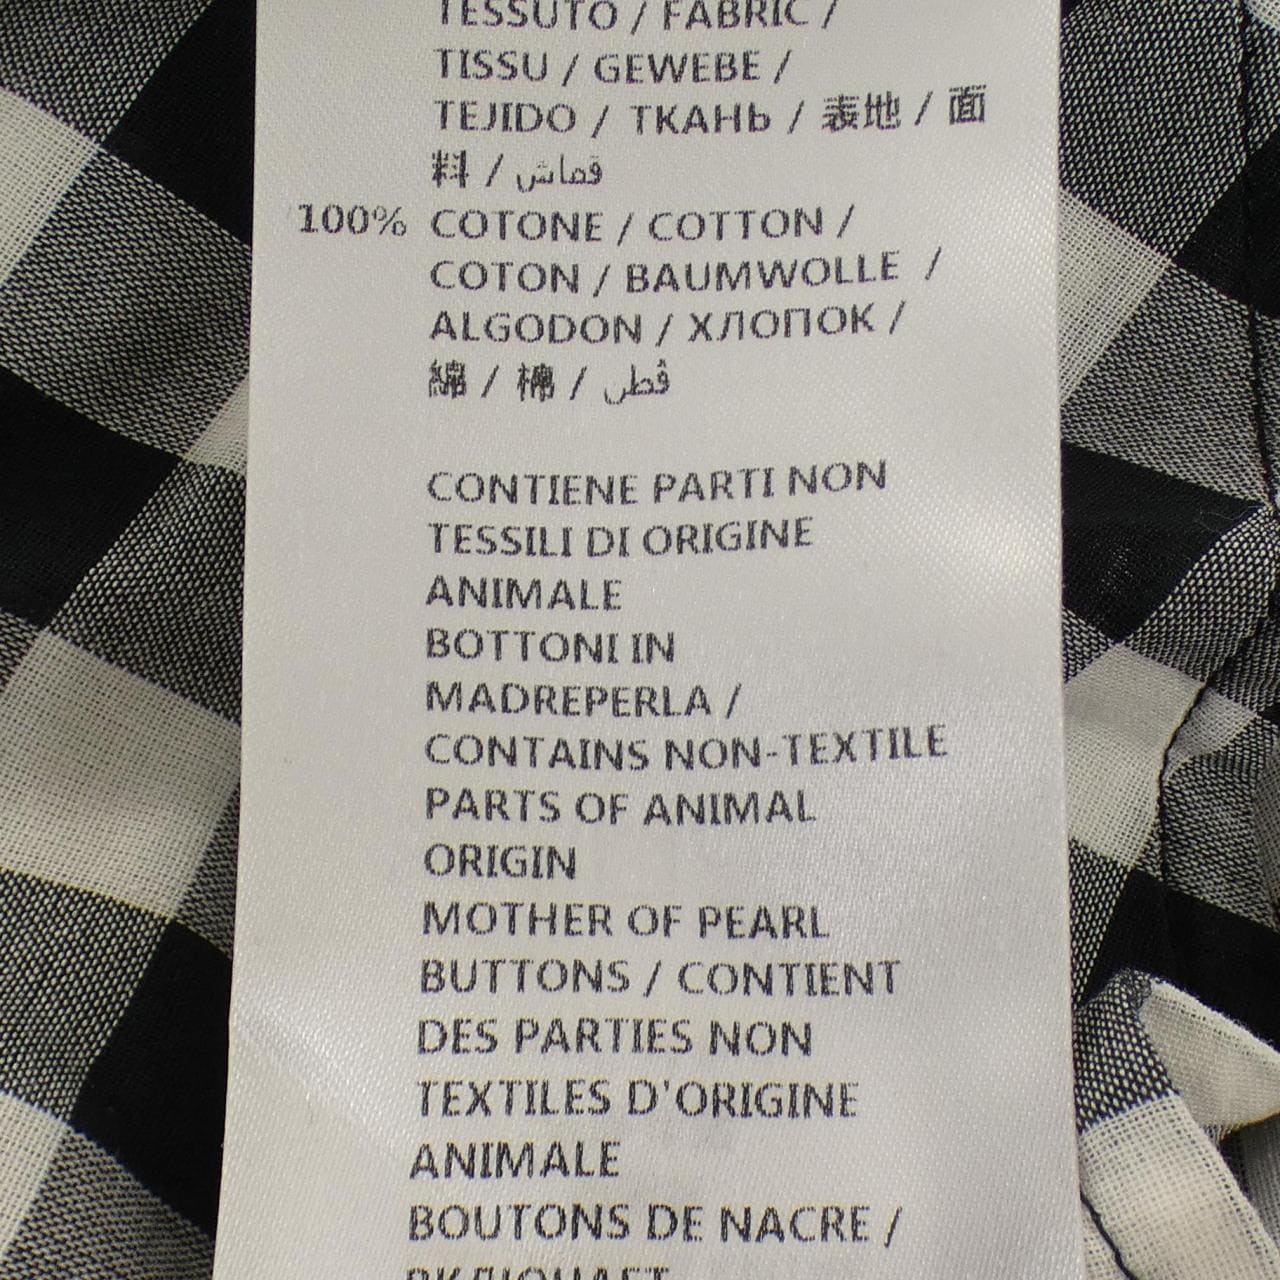 TESSUTO / FABRIC /
TISSU / GEWEBE /
TEJIDO / ТКАНЬ / 表地 / 面
料 / قماش
100% COTONE / COTTON /
COTON / BAUMWOLLE /
ALGODON / ХЛОПОК /
綿 / 棉 / قطن
CONTIENE PARTI NON
TESSILI DI ORIGINE
ANIMALE
BOTTONI IN
MADREPERLA /
CONTAINS NON-TEXTILE
PARTS OF ANIMAL
ORIGIN
MOTHER OF PEARL
BUTTONS / CONTIENT
DES PARTIES NON
TEXTILES D'ORIGINE
ANIMALE
BOUTONS DE NACRE /
ВКЛЮЧАЕТ